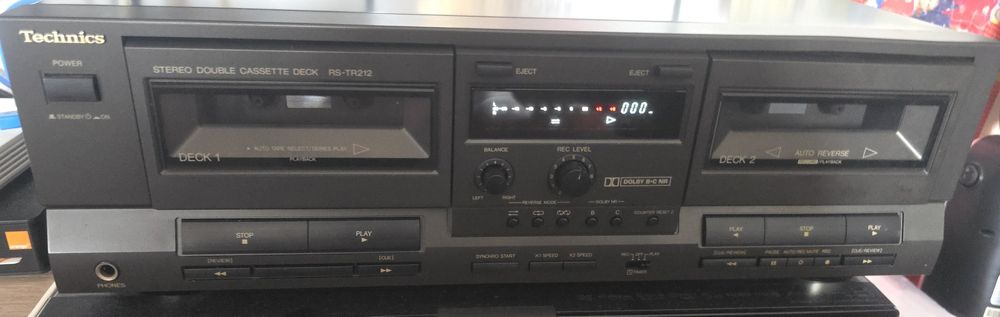 Technics
POWER
STANDBY ON
STEREO DOUBLE CASSETTE DECK RS-TR212
DECK 1
AUTO TAPE SELECT/SERIES PLAY
PLAYBACK
EJECT
EJECT
000
BALANCE
LEFT
RIGHT
REC LEVEL
DOLBY B•C NR
REVERSE MODE
DOLBY NR
B
C
COUNTER RESET
DECK 2
AUTO REVERSE
PLAYBACK
STOP
PLAY
[REVIEW]
[CUE]
SYNCHRO START
X1 SPEED
X2 SPEED
REC
PLAY
TIMER
PLAY
STOP
PLAY
[CUE/REVIEW]
PAUSE
AUTO REC MUTE
REC
[CUE/REVIEW]
PHONES